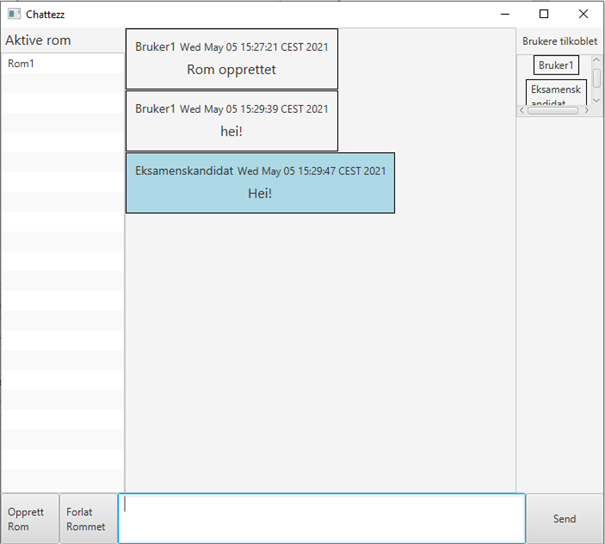 Chattezz
Aktive rom
Rom1
Bruker1 Wed May 05 15:27:21 CEST 2021
Rom opprettet
Bruker1 Wed May 05 15:29:39 CEST 2021
hei!
Eksamenskandidat Wed May 05 15:29:47 CEST 2021
Hei!
Brukere tilkoblet
Bruker1
Eksamensk
andidat
Opprett
Rom
Forlat
Rommet
Send